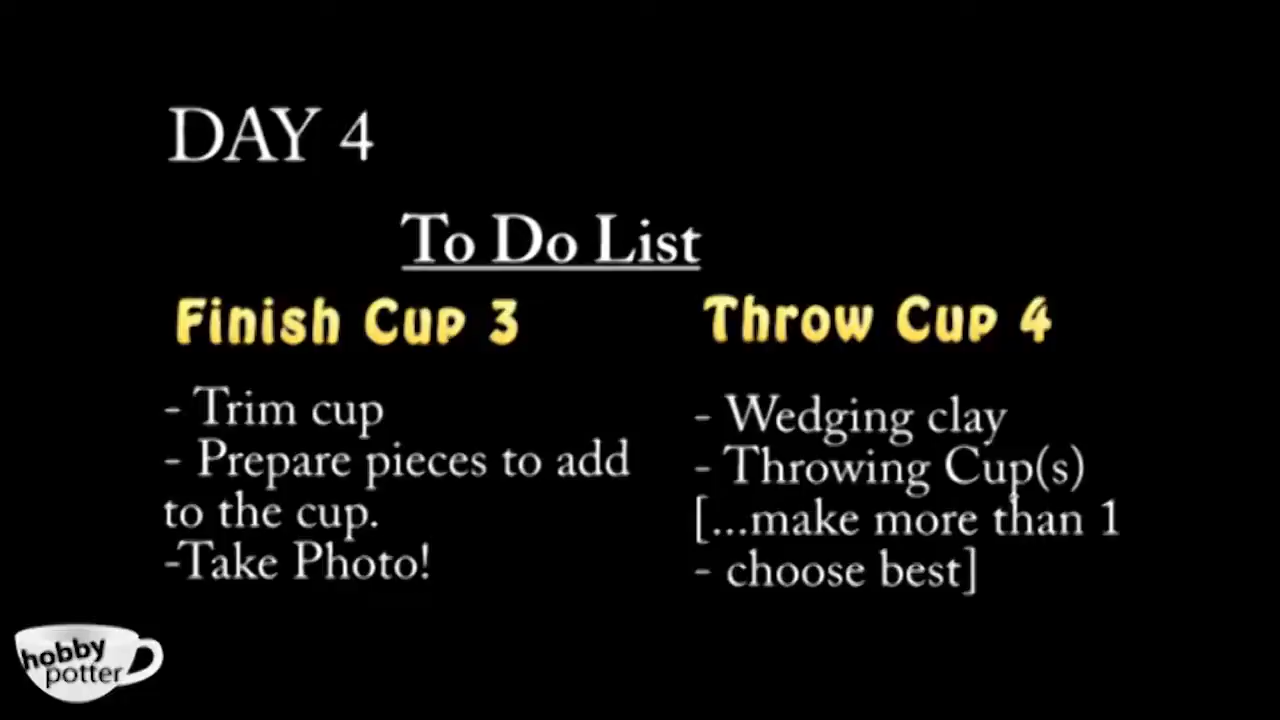 DAY 4
To Do List
Finish Cup 3
- Trim cup
- Prepare pieces to add
to the cup.
-Take Photo!
Throw Cup 4
- Wedging clay
- Throwing Cup(s)
[...make more than 1
- choose best]
hobby
potter